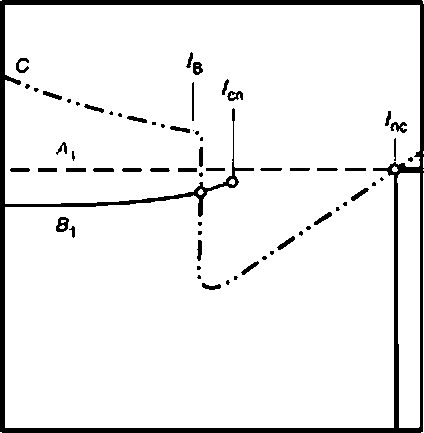 C
I_B
I_cn
I_nc
A_1
B_1